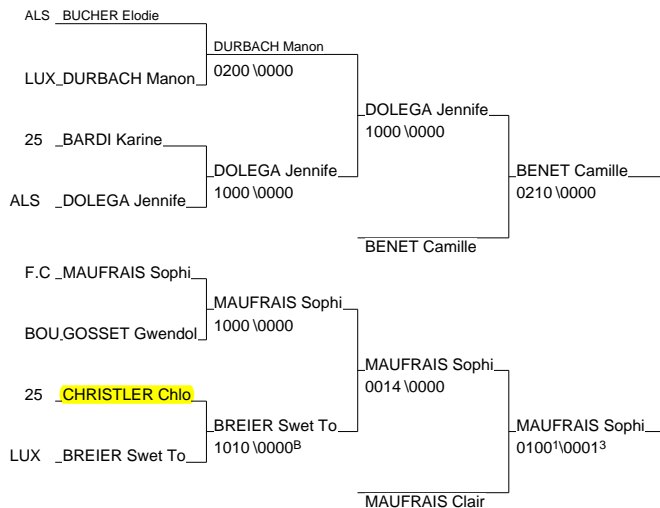 ALS BUCHER Elodie
DURBACH Manon
0200 \0000
LUX DURBACH Manon
DOLEGA Jennife
1000 \0000
25 BARDI Karine
DOLEGA Jennife
1000 \0000
BENET Camille
0210 \0000
ALS DOLEGA Jennife
BENET Camille
F.C MAUFRAIS Sophi
MAUFRAIS Sophi
1000 \0000
BOU GOSSET Gwendol
MAUFRAIS Sophi
0014 \0000
25 CHRISTLER Chlo
BREIER Swet To
1010 \0000B
MAUFRAIS Sophi
0100¹\0001³
LUX BREIER Swet To
MAUFRAIS Clair